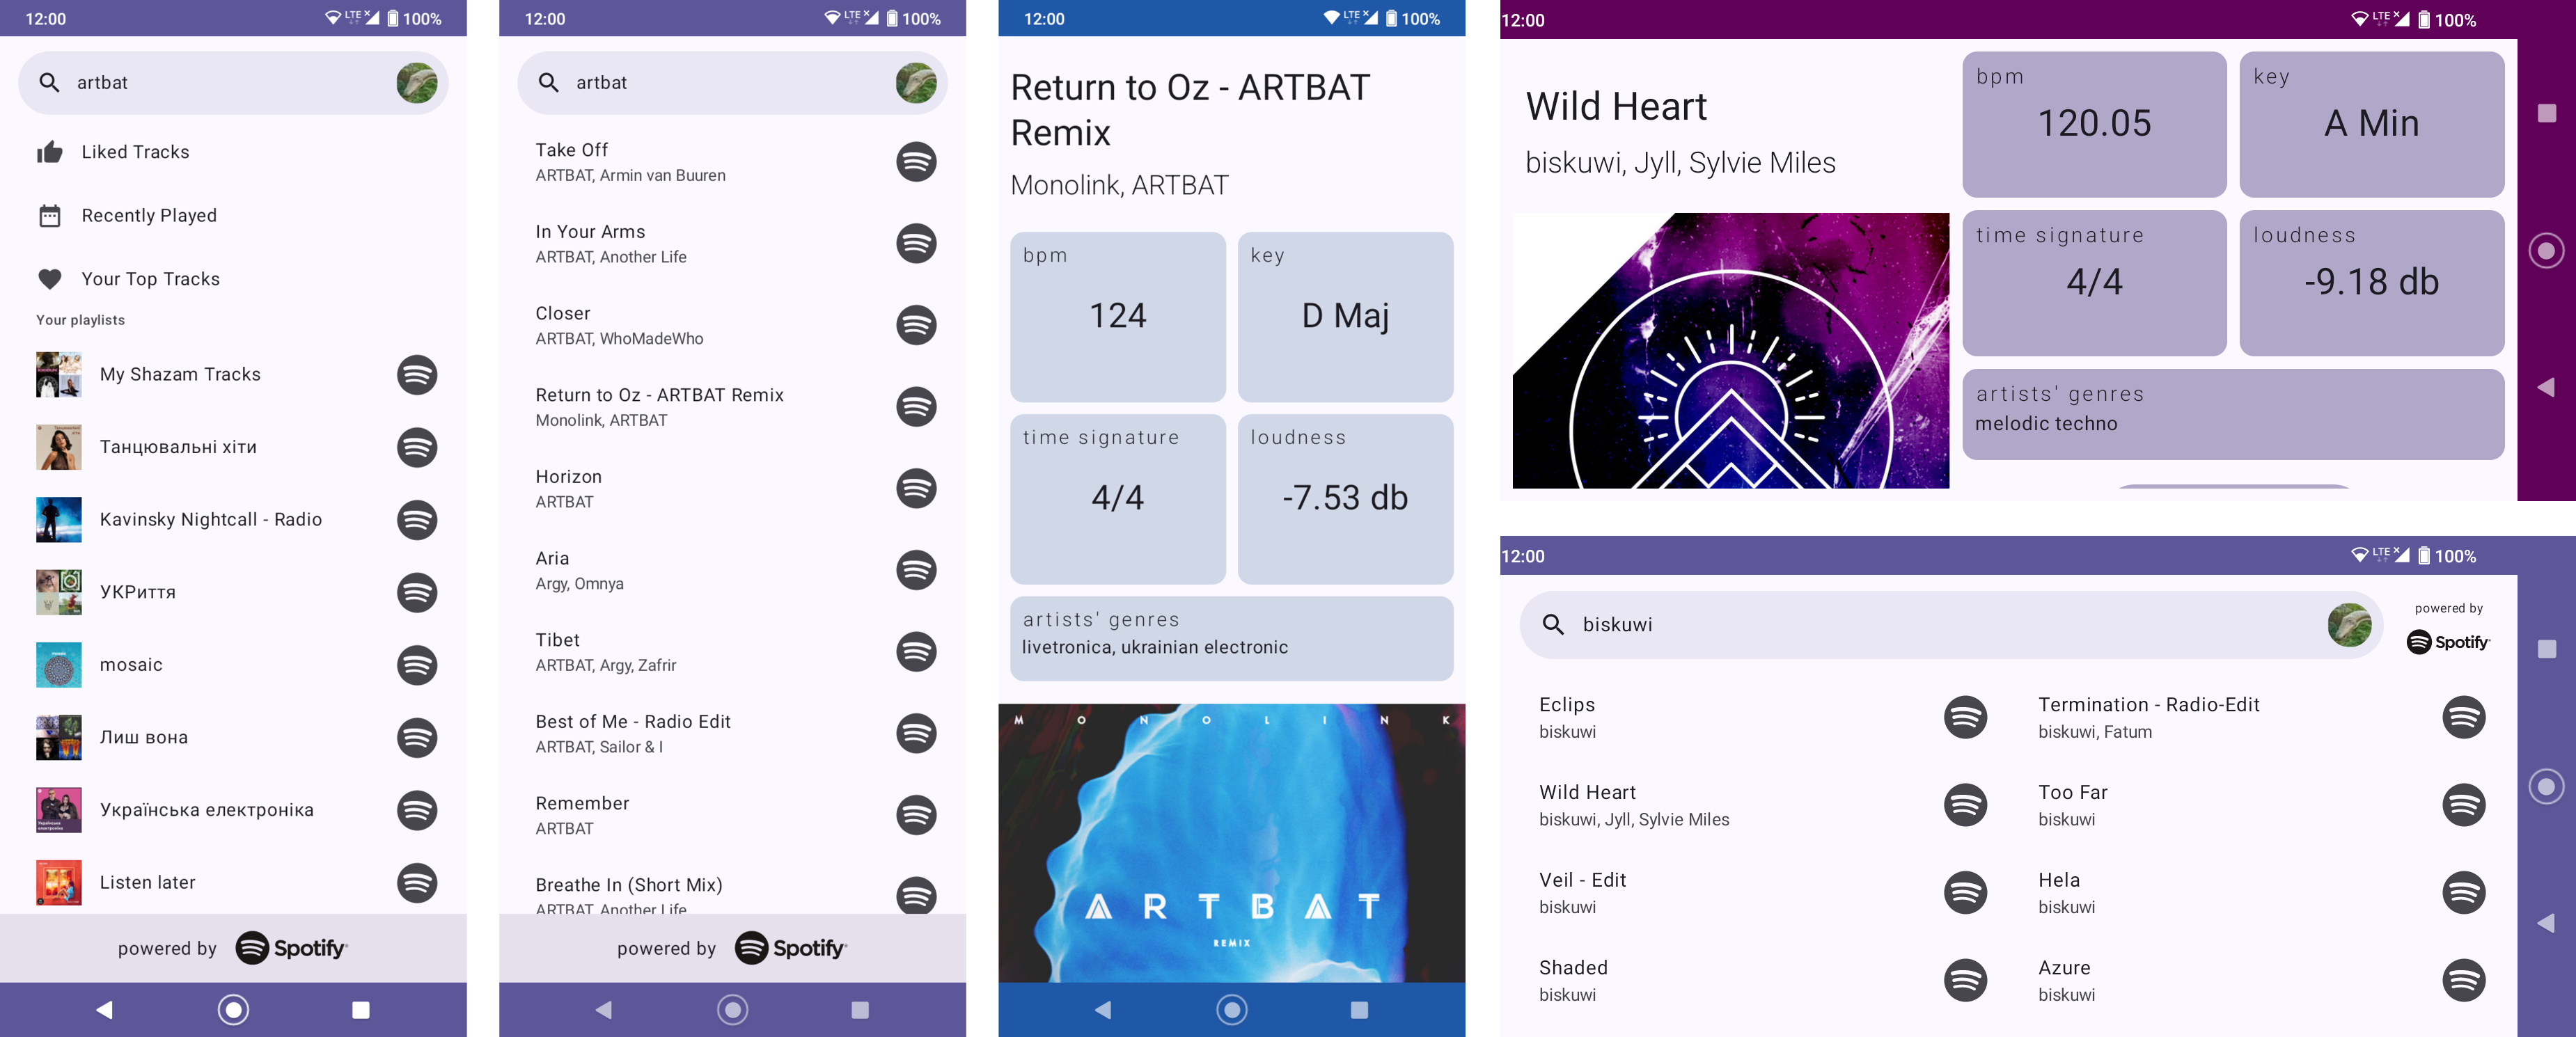 12:00
LTE
100%
artbat
Liked Tracks
Recently Played
Your Top Tracks
Your playlists
My Shazam Tracks
Танцювальні хіти
Kavinsky Nightcall - Radio
УКРиття
mosaic
Лиш вона
Українська електроніка
Listen later
powered by
Spotify
12:00
LTE
100%
artbat
Take Off
ARTBAT, Armin van Buuren
In Your Arms
ARTBAT, Another Life
Closer
ARTBAT, WhoMadeWho
Return to Oz - ARTBAT Remix
Monolink, ARTBAT
Horizon
ARTBAT
Aria
Argy, Omnya
Tibet
ARTBAT, Argy, Zafrir
Best of Me - Radio Edit
ARTBAT, Sailor & I
Remember
ARTBAT
Breathe In (Short Mix)
ARTBAT, Another Life
powered by
Spotify
12:00
LTE
100%
Return to Oz - ARTBAT
Remix
Monolink, ARTBAT
bpm
124
key
D Maj
time signature
4/4
loudness
-7.53 db
artists' genres
livetronica, ukrainian electronic
MONOLINK
ARTBAT
REMIX
12:00
LTE
100%
Wild Heart
biskuwi, Jyll, Sylvie Miles
bpm
120.05
key
A Min
time signature
4/4
loudness
-9.18 db
artists' genres
melodic techno
12:00
LTE
100%
biskuwi
powered by
Spotify
Eclips
biskuwi
Termination - Radio-Edit
biskuwi, Fatum
Wild Heart
biskuwi, Jyll, Sylvie Miles
Too Far
biskuwi
Veil - Edit
biskuwi
Hela
biskuwi
Shaded
biskuwi
Azure
biskuwi